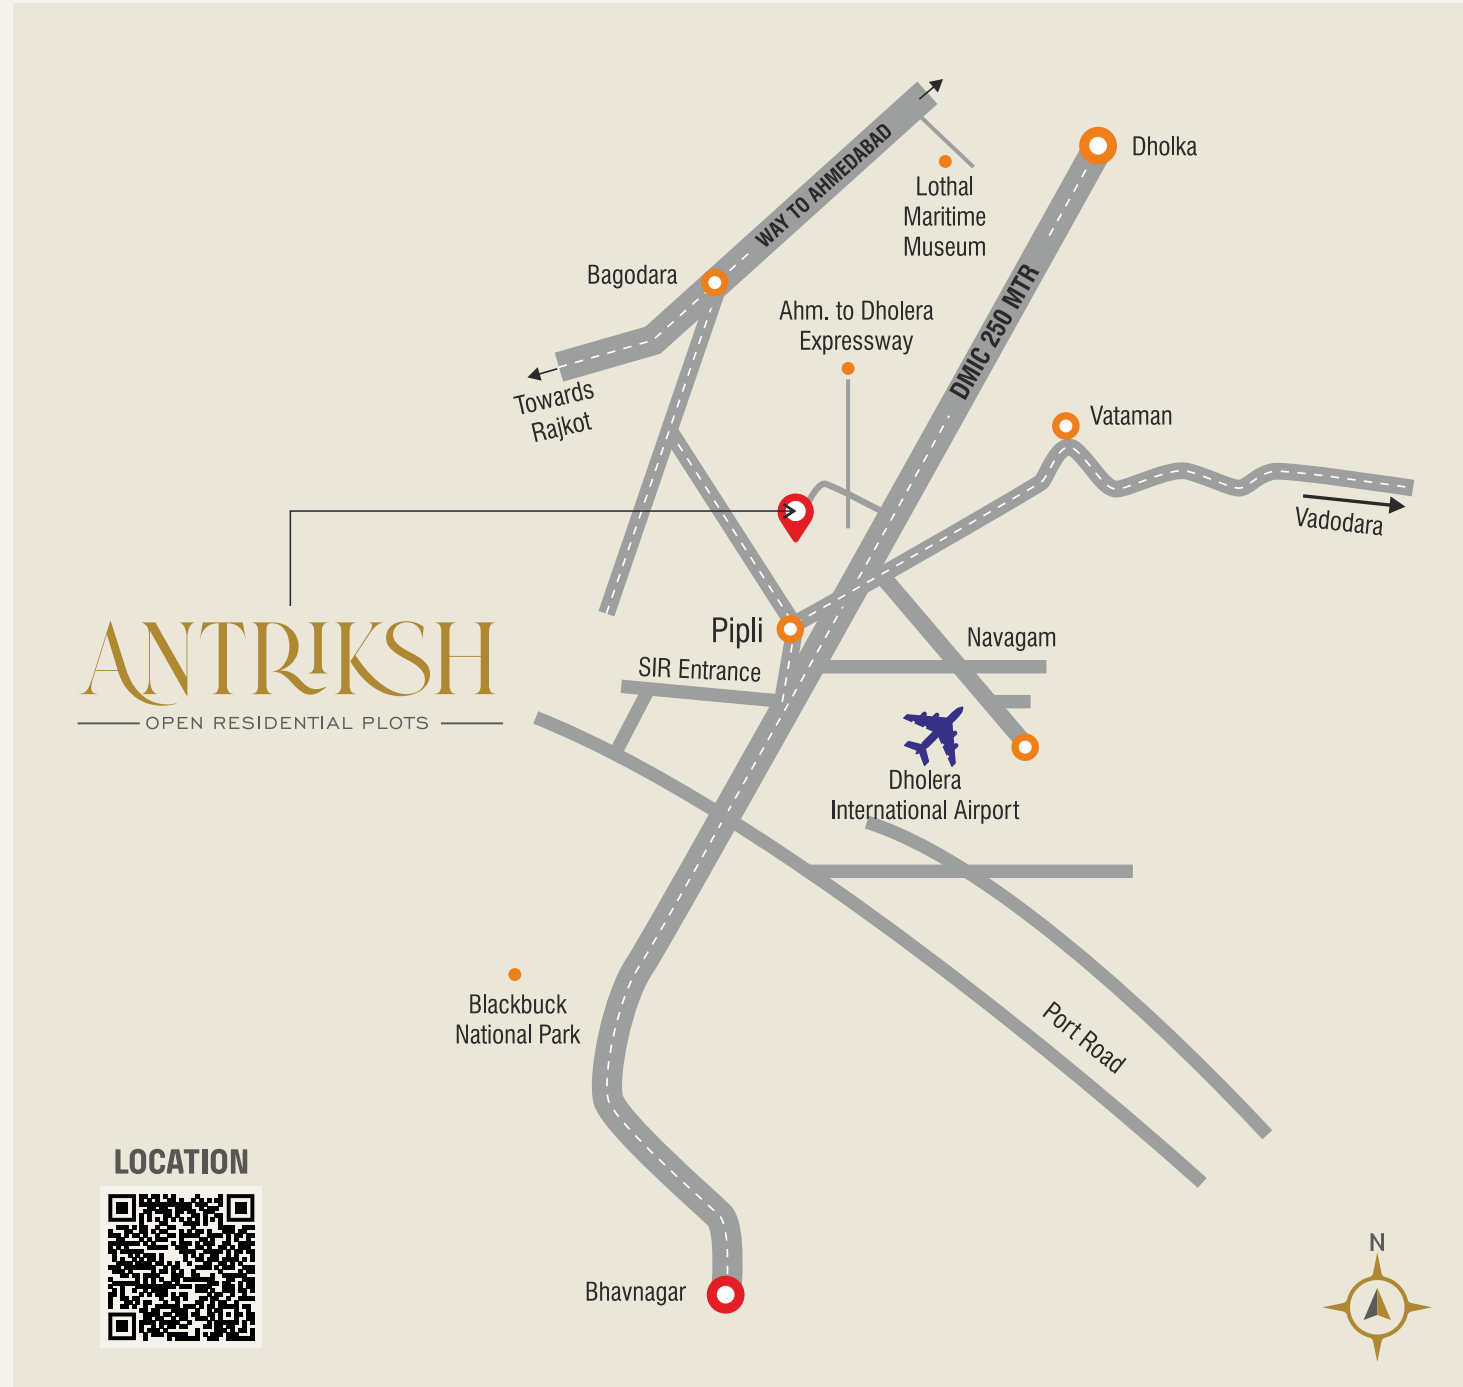 WAY TO AHMEDABAD
Dholka
Lothal
Maritime
Museum
Bagodara
Ahm. to Dholera
Expressway
DMIC 250 MTR
Towards
Rajkot
Vataman
Vadodara
ANTRIKSH
OPEN RESIDENTIAL PLOTS
Pipli
Navagam
SIR Entrance
Dholera
International Airport
Blackbuck
National Park
Port Road
LOCATION
Bhavnagar
N